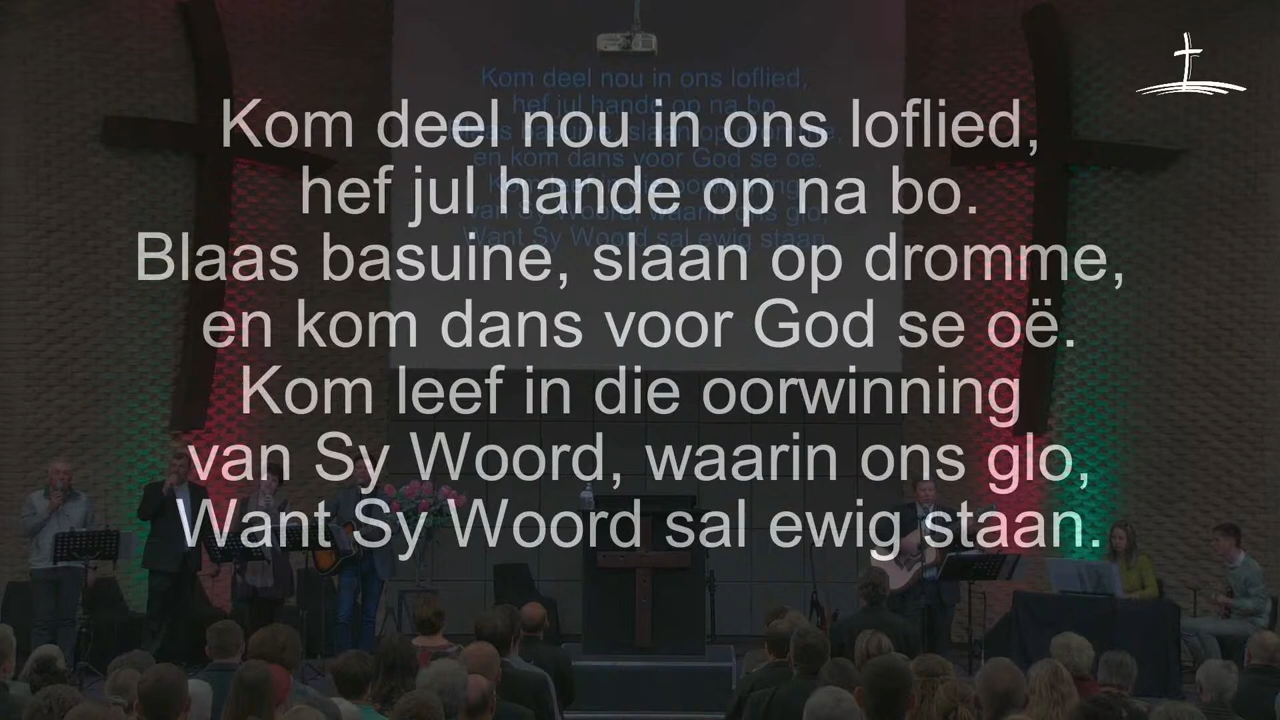 Kom deel nou in ons loflied,
hef jul hande op na bo.
Blaas basuine, slaan op dromme,
en kom dans voor God se oë.
Kom leef in die oorwinning
van Sy Woord, waarin ons glo,
Want Sy Woord sal ewig staan.